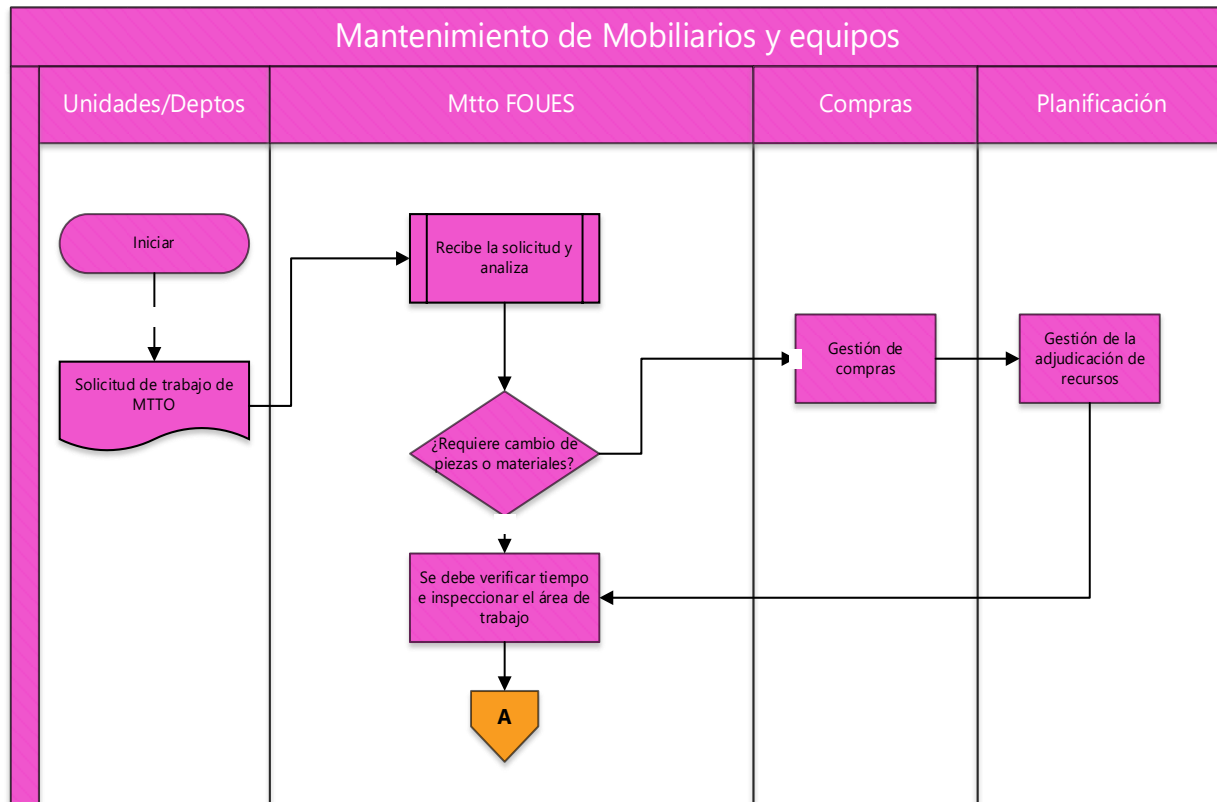 Mantenimiento de Mobiliarios y equipos
Unidades/Deptos
Mtto FOUES
Compras
Planificación
Iniciar
Recibe la solicitud y
analiza
Solicitud de trabajo de
MTTO
Gestión de
compras
Gestión de la
adjudicación de
recursos
¿Requiere cambio de
piezas o materiales?
Se debe verificar tiempo
e inspeccionar el área de
trabajo
A